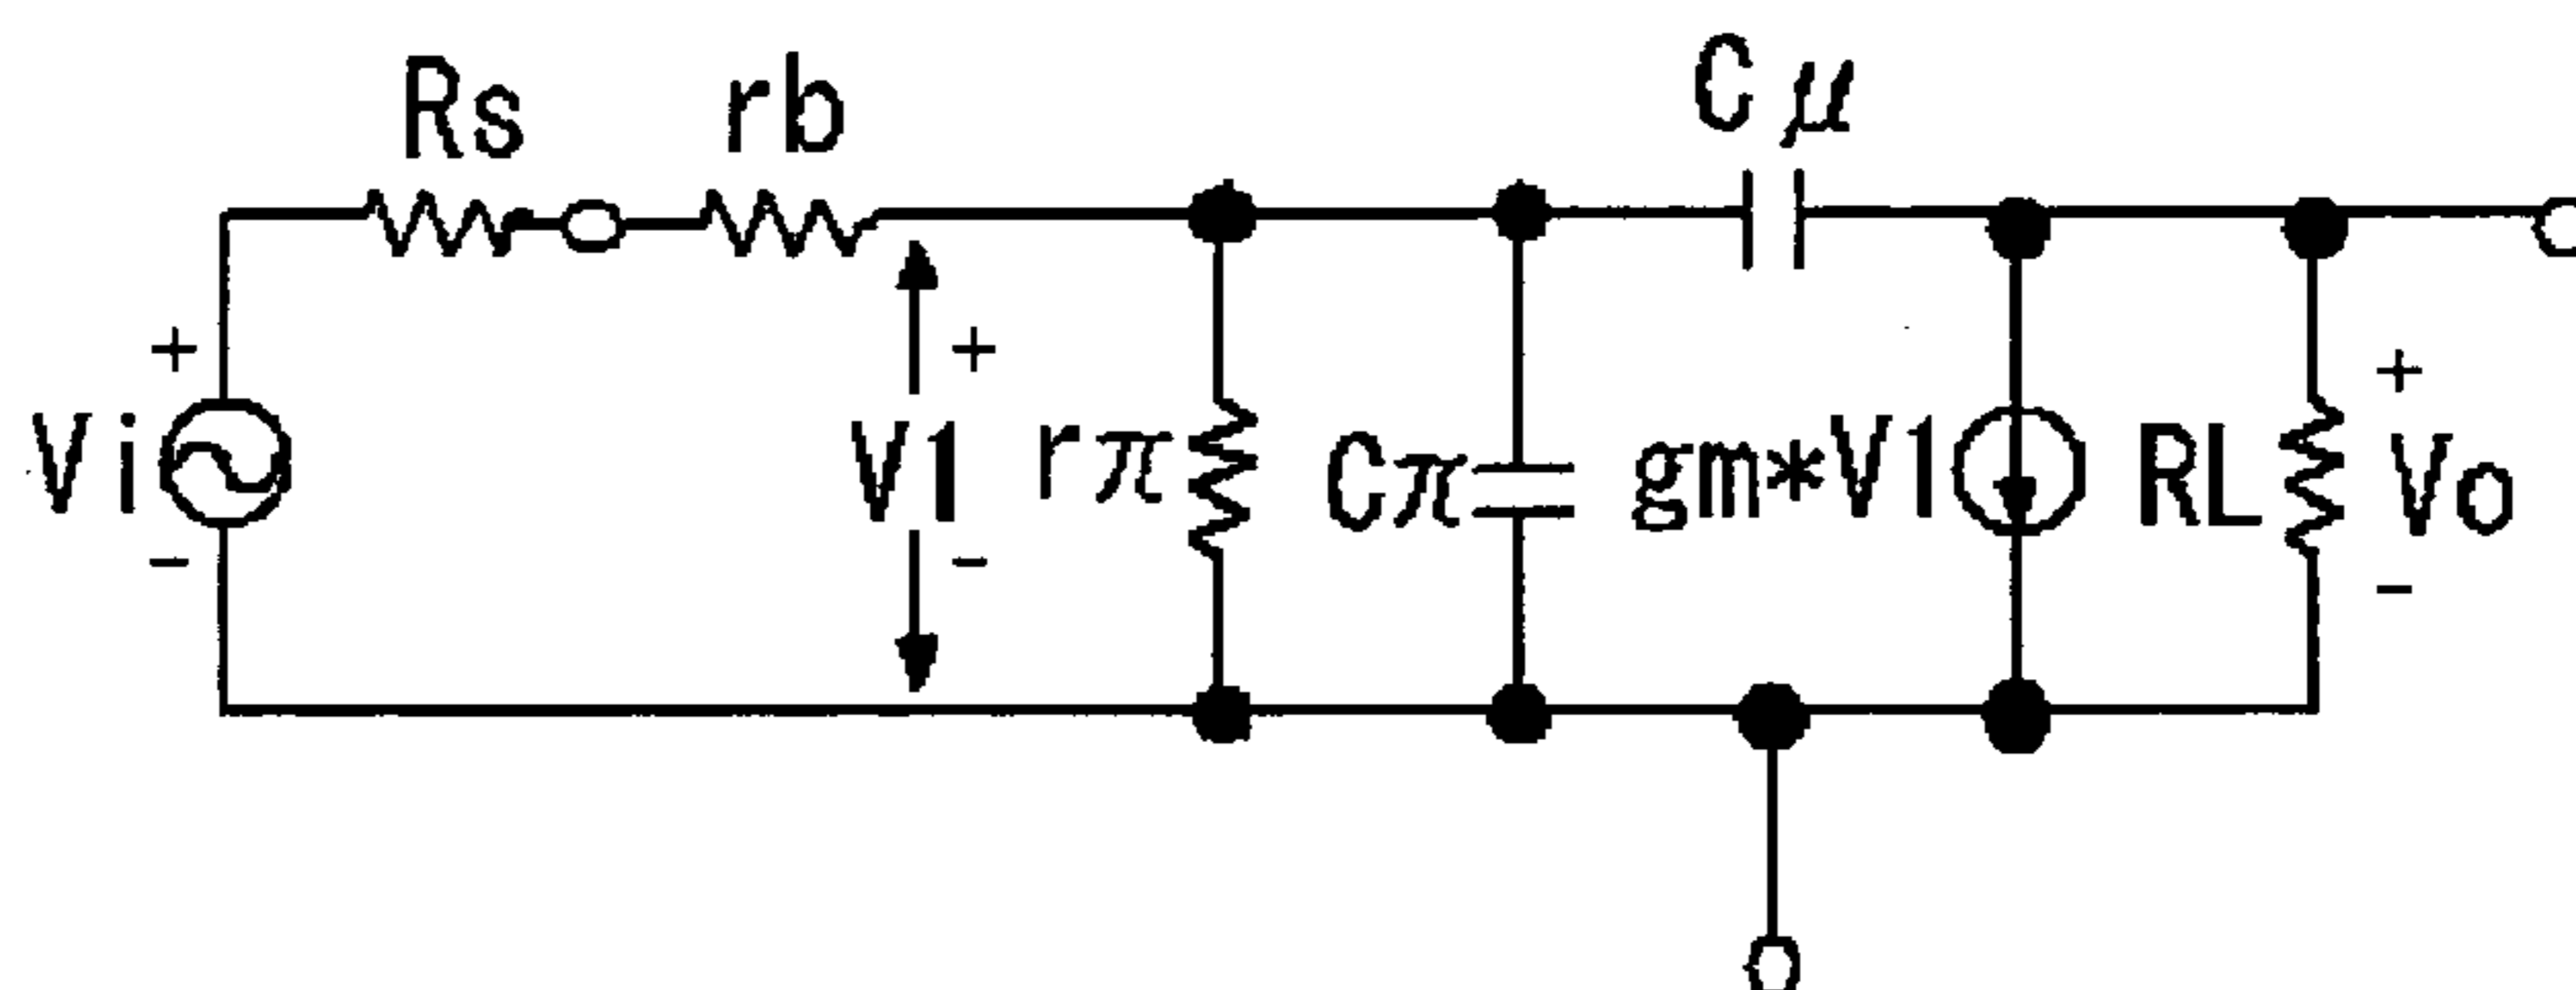 Rs
rb
Cμ
+
+
+
Vi
V1
rπ
Cπ
gm*V1
RL
Vo
-
-
-